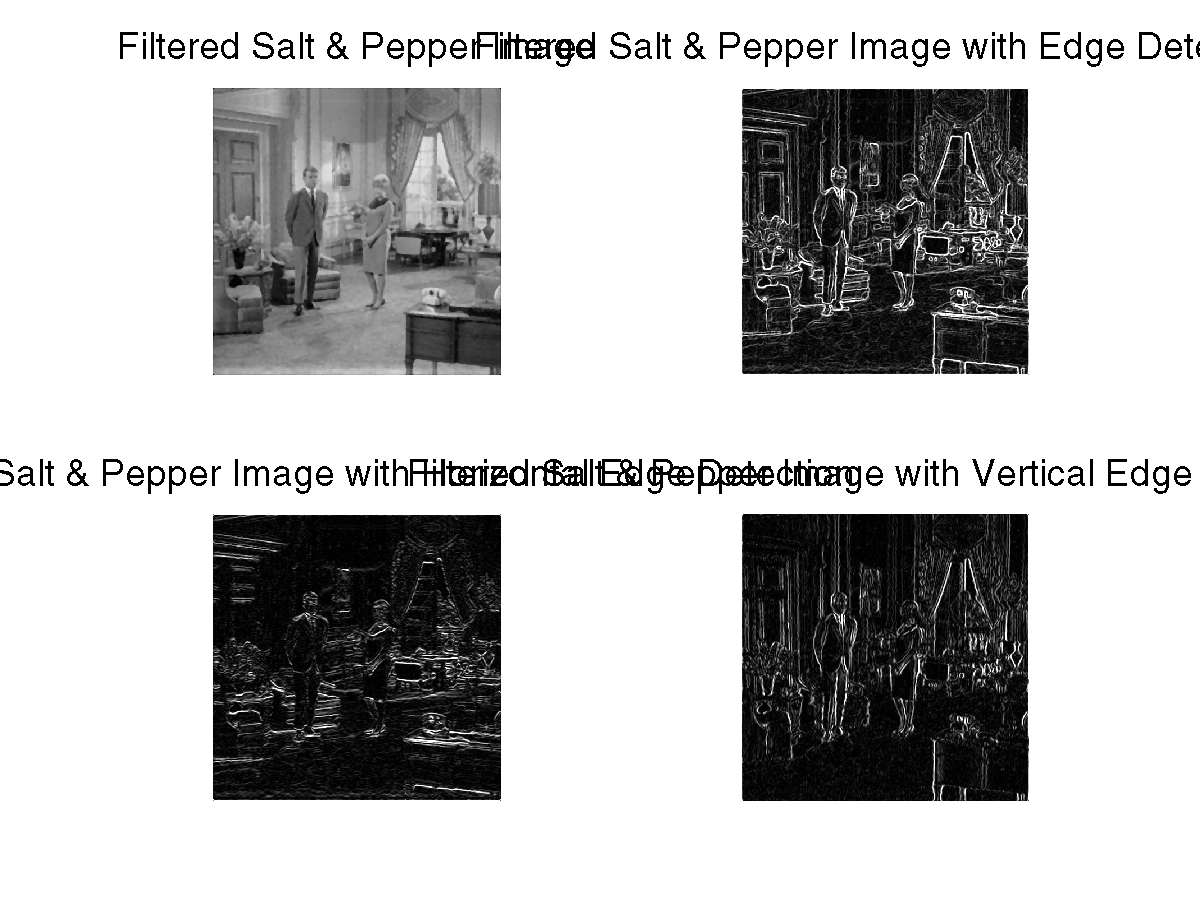 Filtered Salt & Pepper Image
Filtered Salt & Pepper Image with Edge Dete
Salt & Pepper Image with Horizontal Edge Detection
Filtered Salt & Pepper Image with Vertical Edge